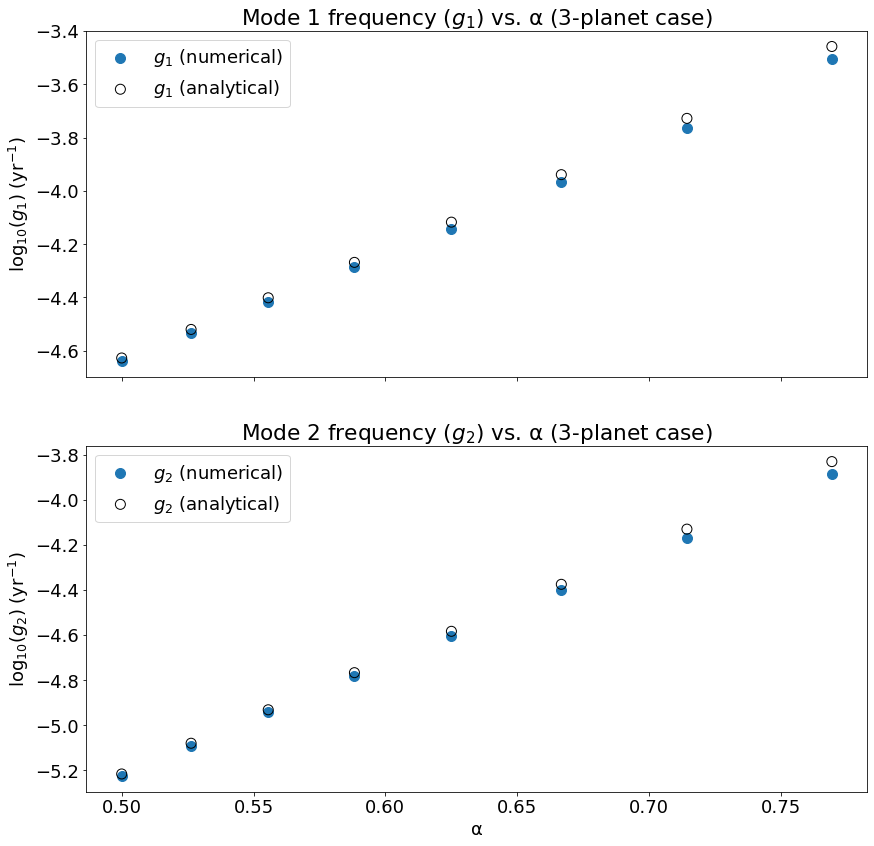 Mode 1 frequency (g₁) vs. α (3-planet case)
g₁ (numerical)
g₁ (analytical)
log₁₀(g₁) (yr⁻¹)
−3.4
−3.6
−3.8
−4.0
−4.2
−4.4
−4.6
Mode 2 frequency (g₂) vs. α (3-planet case)
g₂ (numerical)
g₂ (analytical)
log₁₀(g₂) (yr⁻¹)
−3.8
−4.0
−4.2
−4.4
−4.6
−4.8
−5.0
−5.2
0.50 0.55 0.60 0.65 0.70 0.75
α